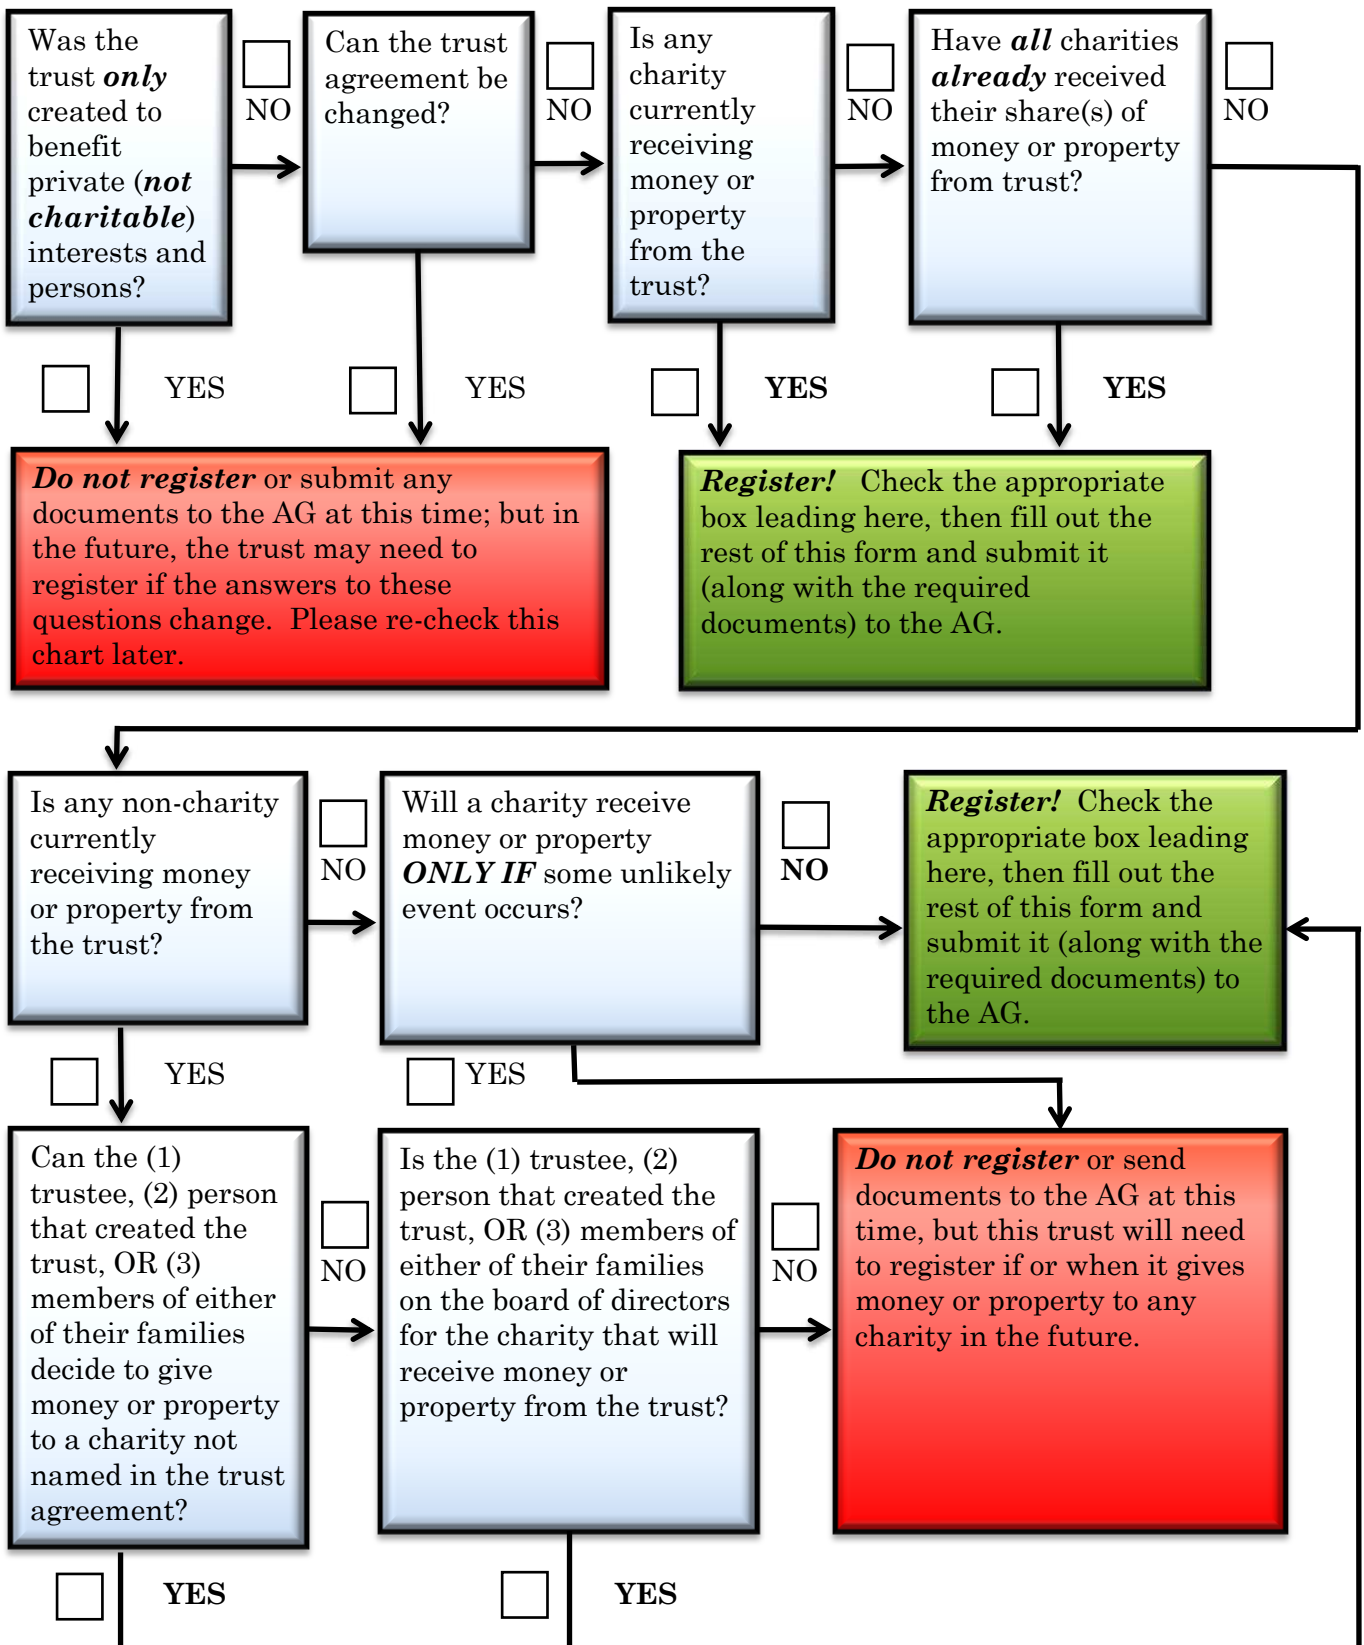 Was the
trust only
created to
benefit
private (not
charitable)
interests and
persons?
NO
Can the trust
agreement be
changed?
NO
Is any
charity
currently
receiving
money or
property
from the
trust?
NO
Have all charities
already received
their share(s) of
money or property
from trust?
NO
YES
YES
YES
YES
Do not register or submit any
documents to the AG at this time; but in
the future, the trust may need to
register if the answers to these
questions change. Please re-check this
chart later.
Register! Check the appropriate
box leading here, then fill out the
rest of this form and submit it
(along with the required
documents) to the AG.
Is any non-charity
currently
receiving money
or property from
the trust?
NO
Will a charity receive
money or property
ONLY IF some unlikely
event occurs?
NO
Register! Check the
appropriate box leading
here, then fill out the
rest of this form and
submit it (along with the
required documents) to
the AG.
YES
YES
Can the (1)
trustee, (2) person
that created the
trust, OR (3)
members of either
of their families
decide to give
money or property
to a charity not
named in the trust
agreement?
NO
Is the (1) trustee, (2)
person that created the
trust, OR (3) members of
either of their families
on the board of directors
for the charity that will
receive money or
property from the trust?
NO
Do not register or send
documents to the AG at this
time, but this trust will need
to register if or when it gives
money or property to any
charity in the future.
YES
YES